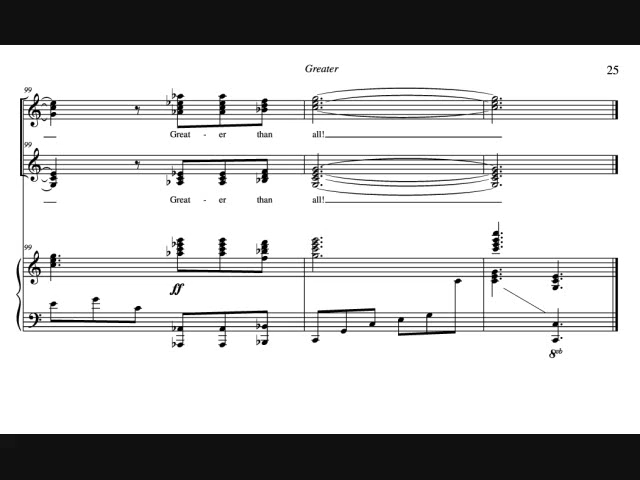 Greater
25
99
Great - er than all!
99
Great - er than all!
99
ff
8vb